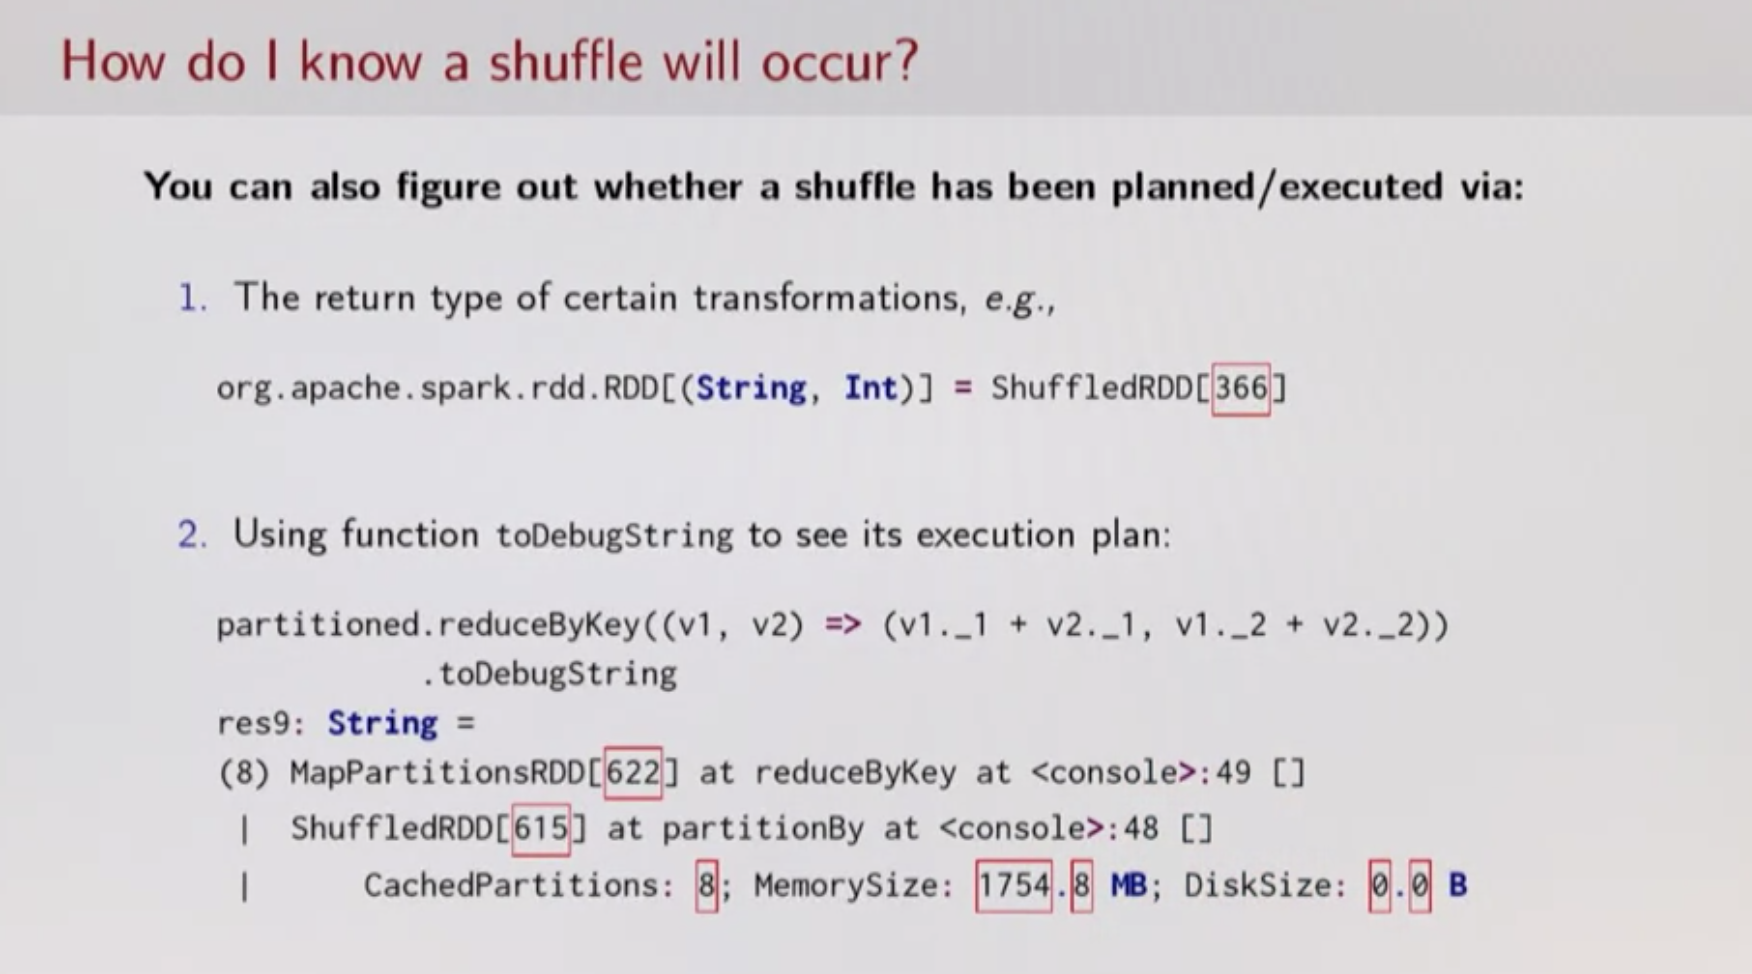 How do I know a shuffle will occur?
You can also figure out whether a shuffle has been planned/executed via:
1. The return type of certain transformations, e.g.,
org.apache.spark.rdd.RDD[(String, Int)] = ShuffledRDD[366]
2. Using function toDebugString to see its execution plan:
partitioned.reduceByKey((v1, v2) => (v1._1 + v2._1, v1._2 + v2._2))
.toDebugString
res9: String =
(8) MapPartitionsRDD[622] at reduceByKey at <console>:49 []
| ShuffledRDD[615] at partitionBy at <console>:48 []
| CachedPartitions: 8; MemorySize: 1754.8 MB; DiskSize: 0.0 B